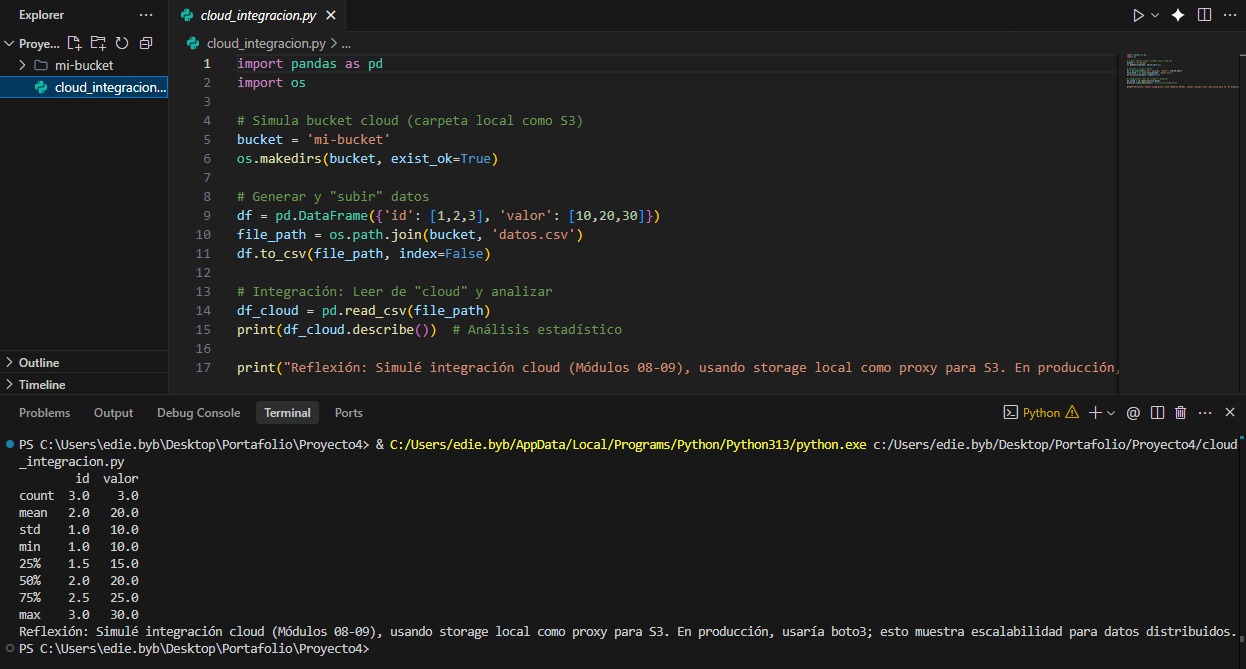 Explorer ...
cloud_integracion.py ×
Proye...
cloud_integracion.py > ...
mi-bucket
cloud_integracion...
1 import pandas as pd
2 import os
3
4 # Simula bucket cloud (carpeta local como S3)
5 bucket = 'mi-bucket'
6 os.makedirs(bucket, exist_ok=True)
7
8 # Generar y "subir" datos
9 df = pd.DataFrame({'id': [1,2,3], 'valor': [10,20,30]})
10 file_path = os.path.join(bucket, 'datos.csv')
11 df.to_csv(file_path, index=False)
12
13 # Integración: Leer de "cloud" y analizar
14 df_cloud = pd.read_csv(file_path)
15 print(df_cloud.describe())  # Análisis estadístico
16
17 print("Reflexión: Simulé integración cloud (Módulos 08-09), usando storage local como proxy para S3. En producción,
Outline
Timeline
Problems Output Debug Console Terminal Ports
Python
PS C:\Users\edie.byb\Desktop\Portafolio\Proyecto4> & C:/Users/edie.byb/AppData/Local/Programs/Python/Python313/python.exe c:/Users/edie.byb/Desktop/Portafolio/Proyecto4/cloud
_integracion.py
id valor
count 3.0 3.0
mean 2.0 20.0
std 1.0 10.0
min 1.0 10.0
25% 1.5 15.0
50% 2.0 20.0
75% 2.5 25.0
max 3.0 30.0
Reflexión: Simulé integración cloud (Módulos 08-09), usando storage local como proxy para S3. En producción, usaría boto3; esto muestra escalabilidad para datos distribuidos.
PS C:\Users\edie.byb\Desktop\Portafolio\Proyecto4>